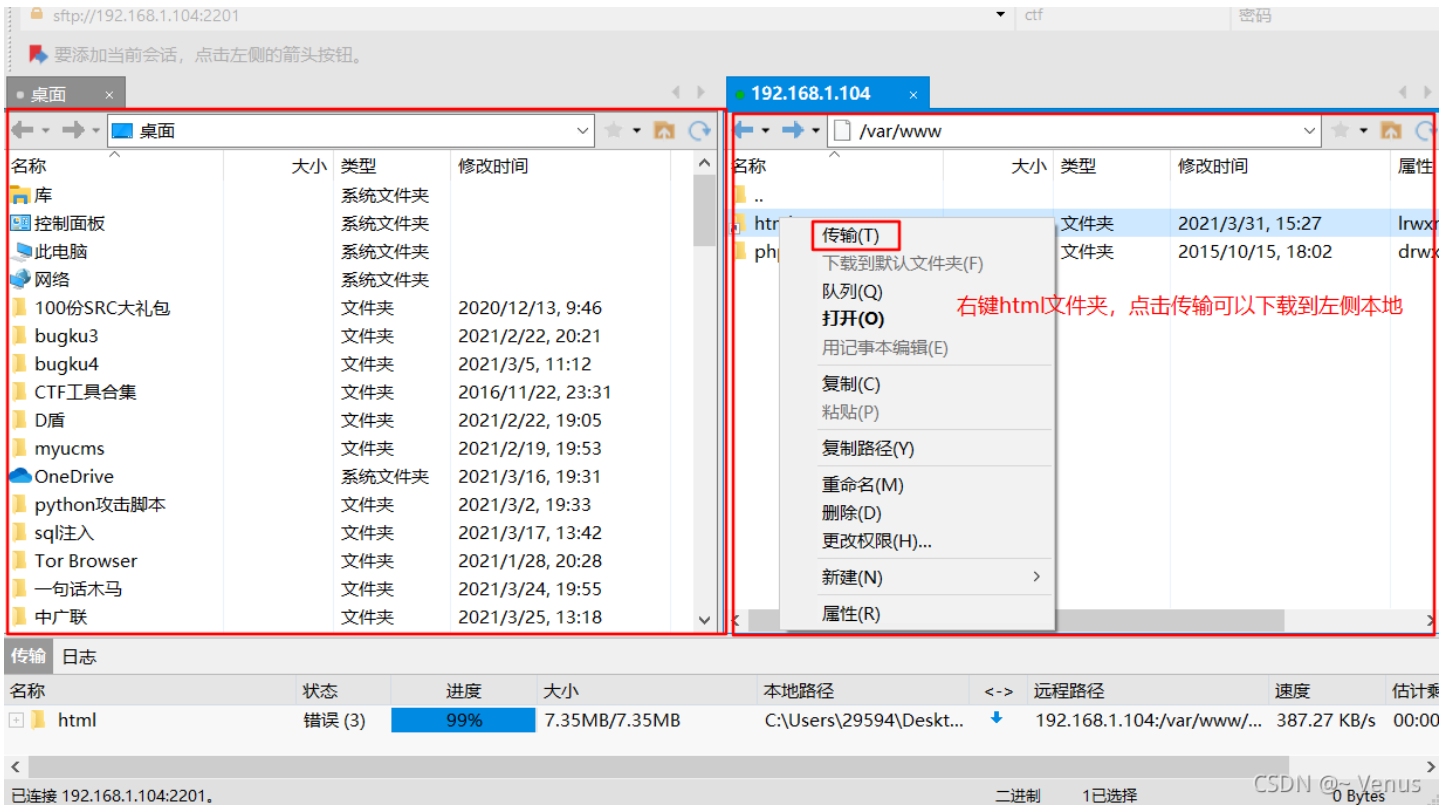 sftp://192.168.1.104:2201 ctf 密码
要添加当前会话，点击左侧的箭头按钮。
桌面 × 192.168.1.104 ×
桌面 /var/www
名称 大小 类型 修改时间 名称 大小 类型 修改时间 属性
库 系统文件夹 ..
控制面板 系统文件夹 文件夹 2021/3/31, 15:27
此电脑 系统文件夹 文件夹 2015/10/15, 18:02
网络 系统文件夹
100份SRC大礼包 文件夹 2020/12/13, 9:46
bugku3 文件夹 2021/2/22, 20:21
bugku4 文件夹 2021/3/5, 11:12
CTF工具合集 文件夹 2016/11/22, 23:31
D盾 文件夹 2021/2/22, 19:05
myucms 文件夹 2021/2/19, 19:53
OneDrive 系统文件夹 2021/3/16, 19:31
python攻击脚本 文件夹 2021/3/2, 19:33
sql注入 文件夹 2021/3/17, 13:42
Tor Browser 文件夹 2021/1/28, 20:28
一句话木马 文件夹 2021/3/24, 19:55
中广联 文件夹 2021/3/25, 13:18
传输(T)
下载到默认文件夹(F)
队列(Q)
打开(O)
用记事本编辑(E)
复制(C)
粘贴(P)
复制路径(Y)
重命名(M)
删除(D)
更改权限(H)...
新建(N)
属性(R)
右键html文件夹，点击传输可以下载到左侧本地
传输 日志
名称 状态 进度 大小 本地路径 <-> 远程路径 速度
html 错误 (3) 99% 7.35MB/7.35MB C:\Users\29594\Deskt... 192.168.1.104:/var/www/... 387.27 KB/s
已连接 192.168.1.104:2201。 二进制 1已选择 0 Bytes
CSDN @~ Venus